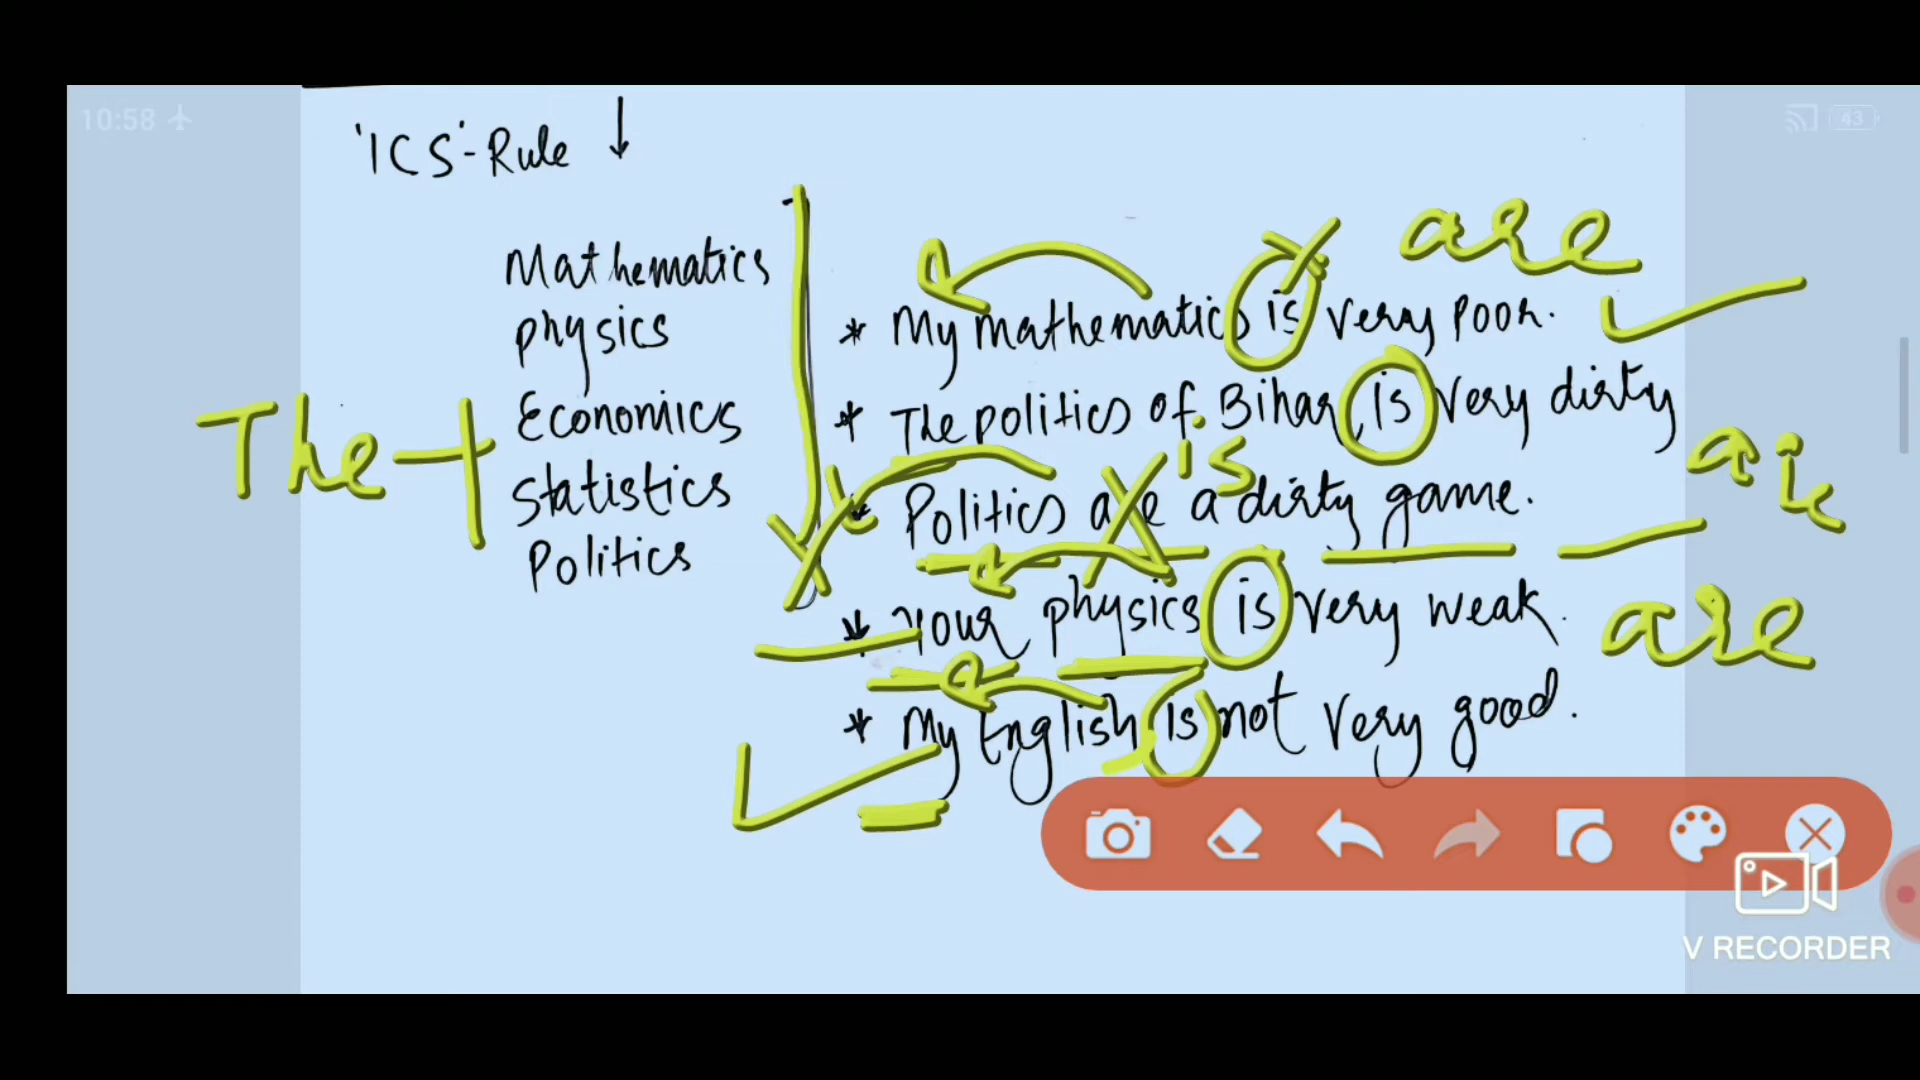 10:58
43
'ICS'-Rule ↓
Mathematics
physics
Economics
Statistics
Politics
The +
* My mathematics is very poor.
are
* The politics of Bihar, is very dirty
are
* Politics are a dirty game.
is
* Your physics is very weak.
are
* My English is not very good.
V RECORDER